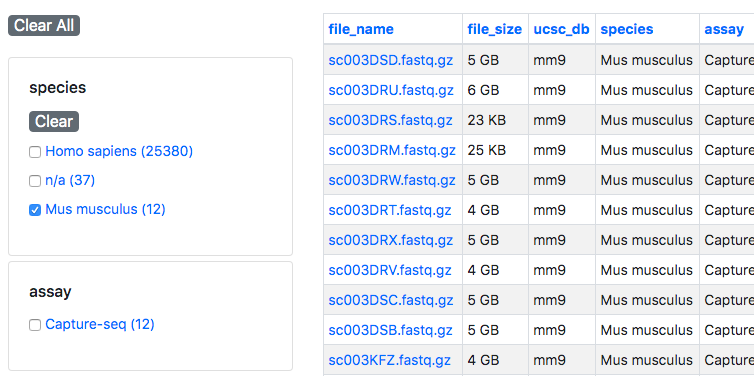 Clear All
species
Clear
Homo sapiens (25380)
n/a (37)
Mus musculus (12)
assay
Capture-seq (12)
file_name file_size ucsc_db species assay
sc003DSD.fastq.gz 5 GB mm9 Mus musculus Capture
sc003DRU.fastq.gz 6 GB mm9 Mus musculus Capture
sc003DRS.fastq.gz 23 KB mm9 Mus musculus Capture
sc003DRM.fastq.gz 25 KB mm9 Mus musculus Capture
sc003DRW.fastq.gz 5 GB mm9 Mus musculus Capture
sc003DRT.fastq.gz 4 GB mm9 Mus musculus Capture
sc003DRX.fastq.gz 5 GB mm9 Mus musculus Capture
sc003DRV.fastq.gz 4 GB mm9 Mus musculus Capture
sc003DSC.fastq.gz 5 GB mm9 Mus musculus Capture
sc003DSB.fastq.gz 5 GB mm9 Mus musculus Capture
sc003KFZ.fastq.gz 4 GB mm9 Mus musculus Capture